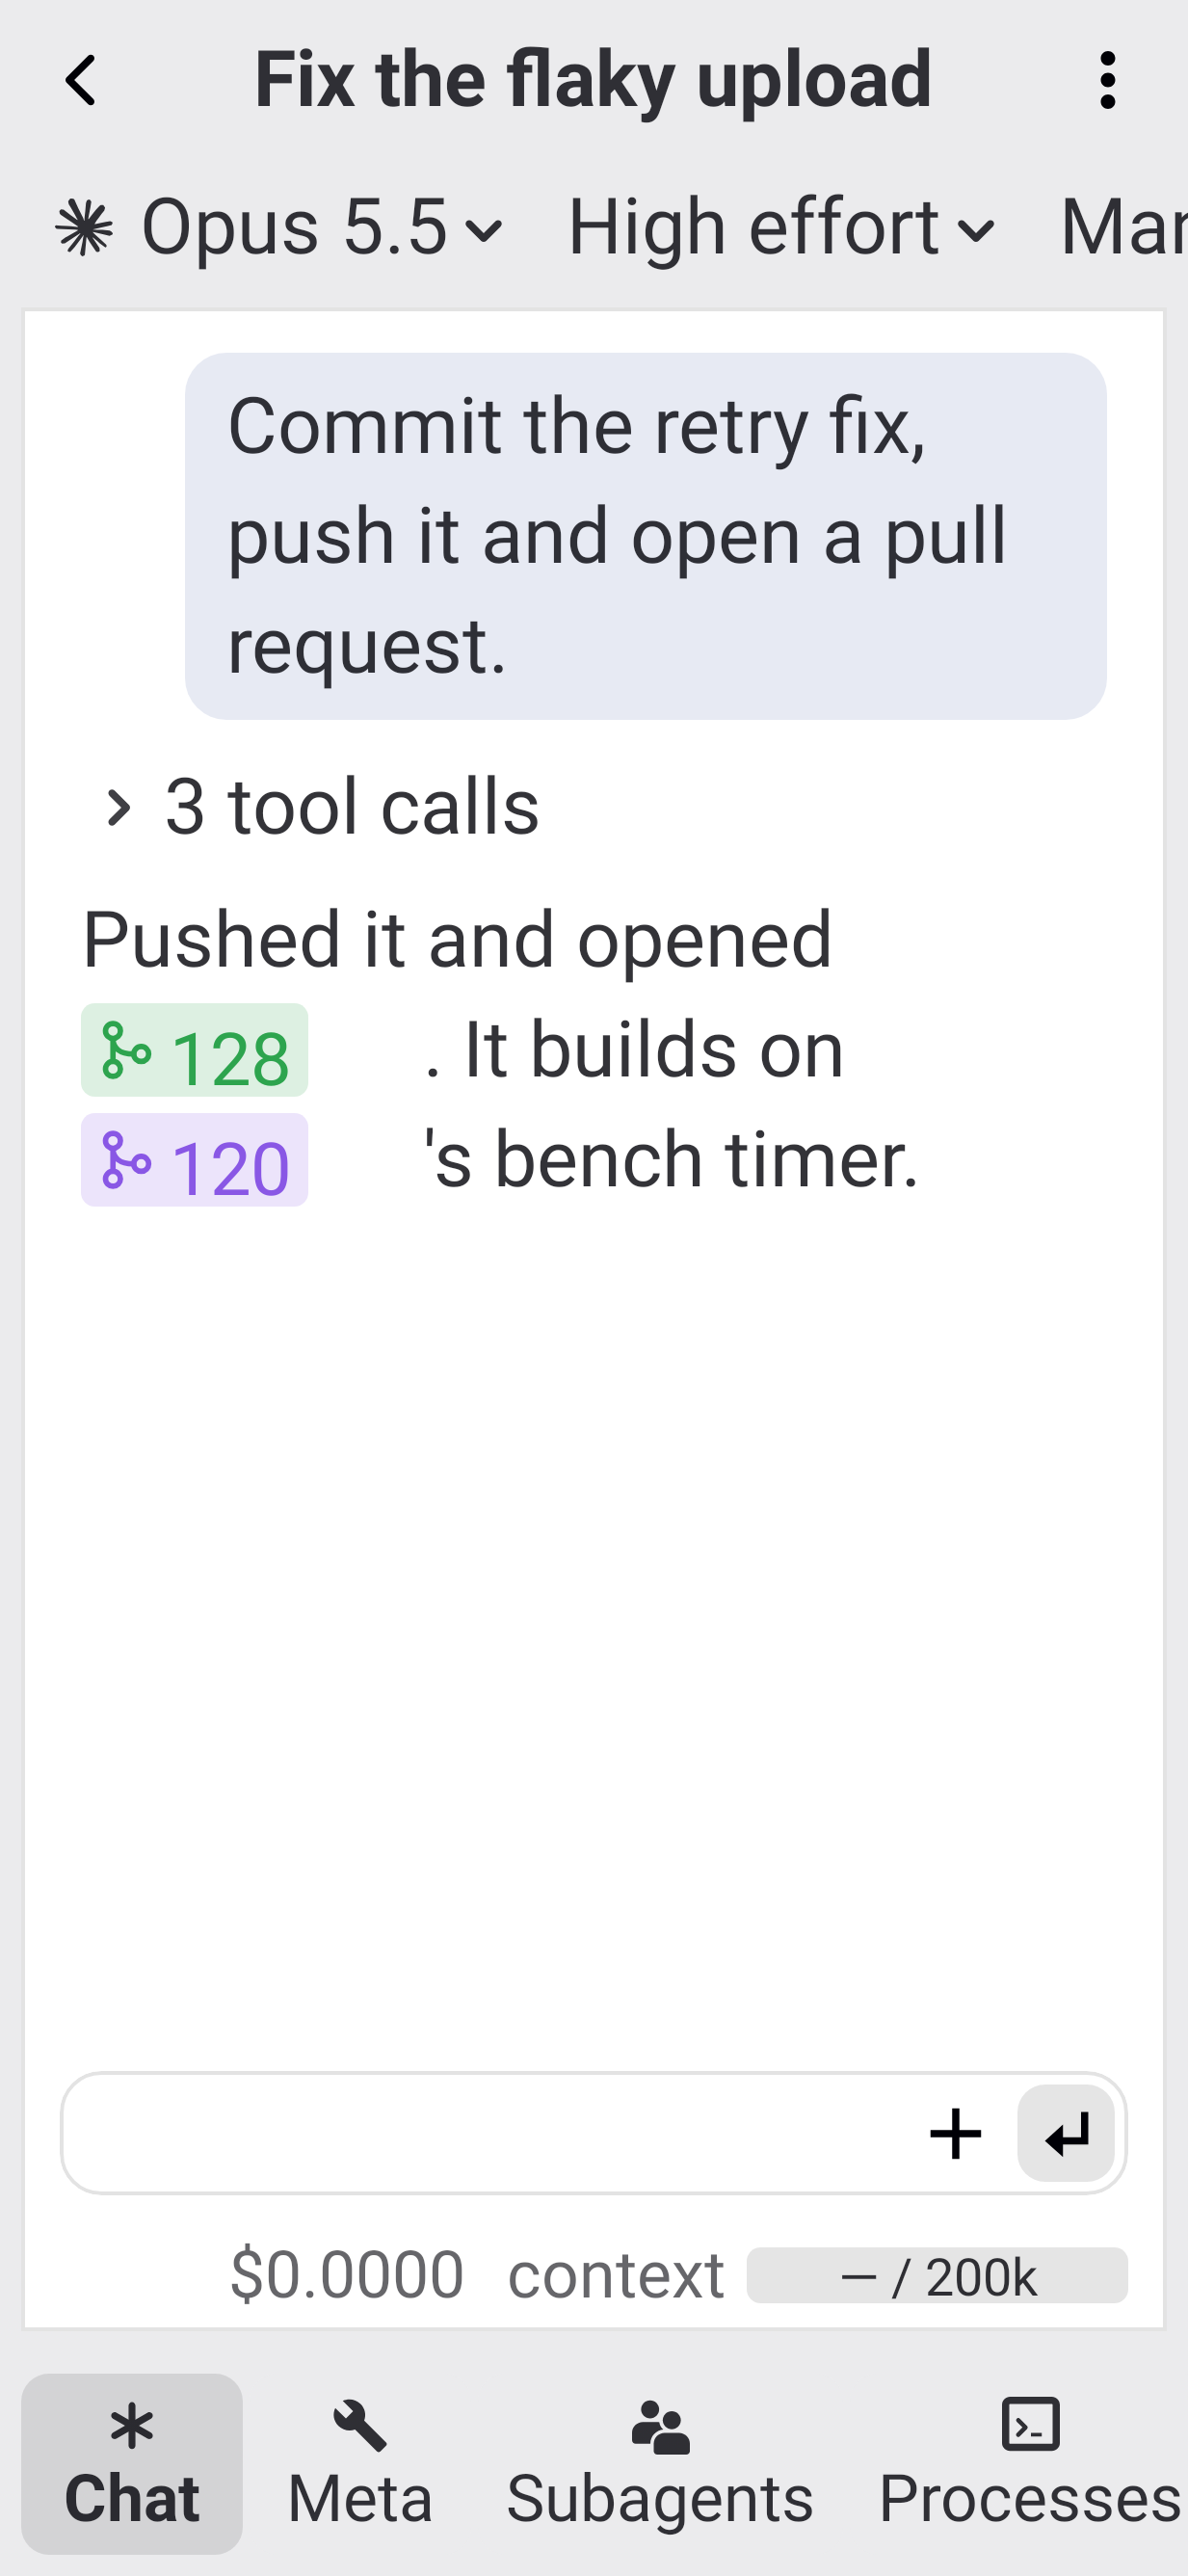 Fix the flaky upload
Opus 5.5 High effort Mar
Commit the retry fix,
push it and open a pull
request.
3 tool calls
Pushed it and opened
128 . It builds on
120 's bench timer.
$0.0000 context — / 200k
Chat Meta Subagents Processes